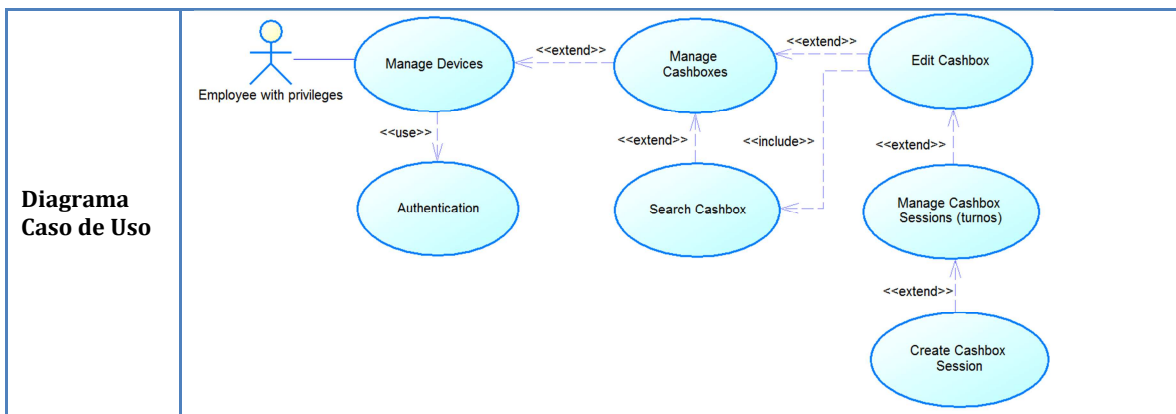 Diagrama
Caso de Uso
Employee with privileges
Manage Devices
<<extend>>
Manage
Cashboxes
<<extend>>
Edit Cashbox
<<use>>
<<extend>>
<<include>>
<<extend>>
Authentication
Search Cashbox
Manage Cashbox
Sessions (turnos)
<<extend>>
Create Cashbox
Session